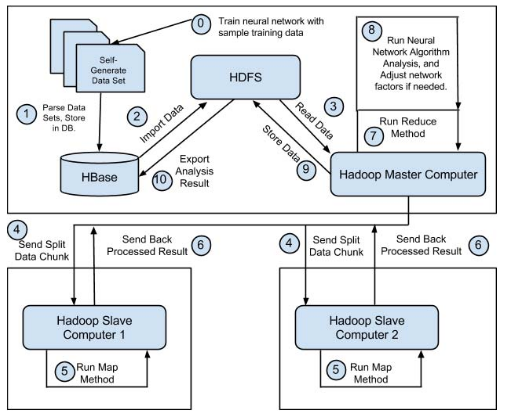 0
Train neural network with
sample training data
Self-
Generate
Data Set
1
Parse Data
Sets, Store
in DB.
2
Import Data
HDFS
3
Read Data
8
Run Neural
Network Algorithm
Analysis, and
Adjust network
factors if needed.
7
Run Reduce
Method
Store Data
9
10
Export
Analysis
Result
HBase
Hadoop Master Computer
4
Send Split
Data Chunk
Send Back
Processed Result
6
4
Send Split
Data Chunk
Send Back
Processed Result
6
Hadoop Slave
Computer 1
5
Run Map
Method
Hadoop Slave
Computer 2
5
Run Map
Method